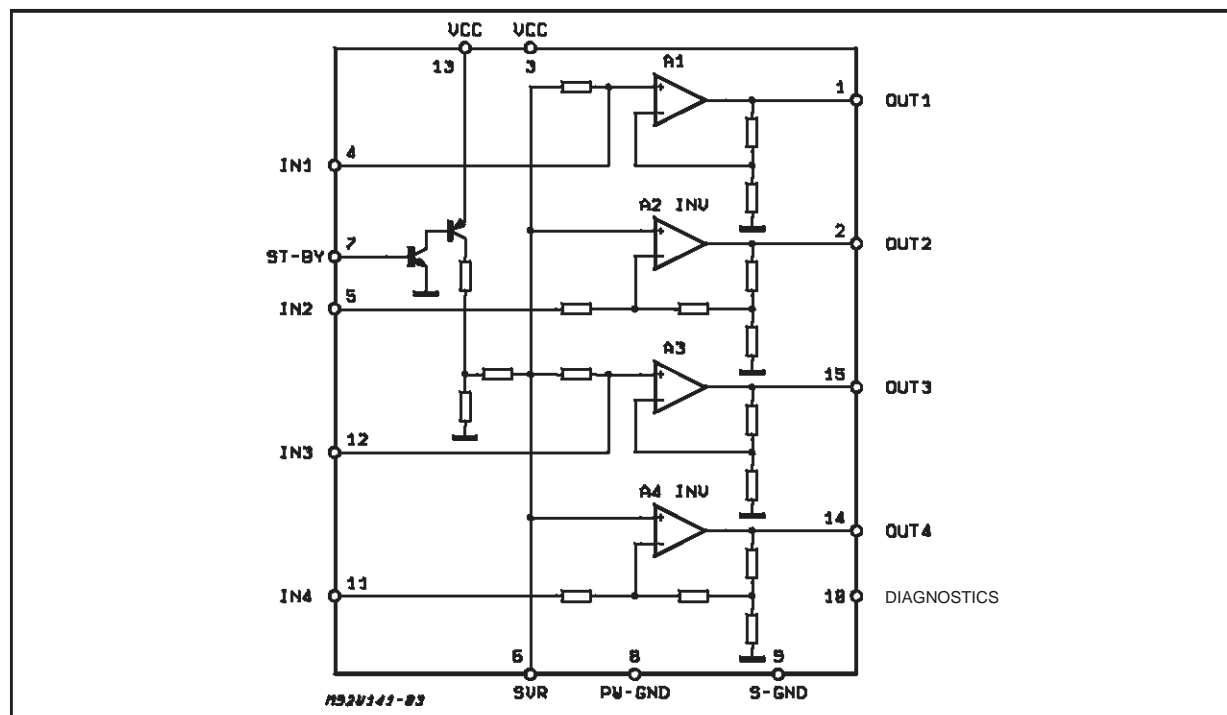 VCC VCC
13 3
A1
1 OUT1
4
IN1
A2 INV
2 OUT2
7
ST-BY
5
IN2
A3
15 OUT3
12
IN3
A4 INV
14 OUT4
11
IN4
10 DIAGNOSTICS
6 8 9
SVR PW-GND S-GND
M92V141-03